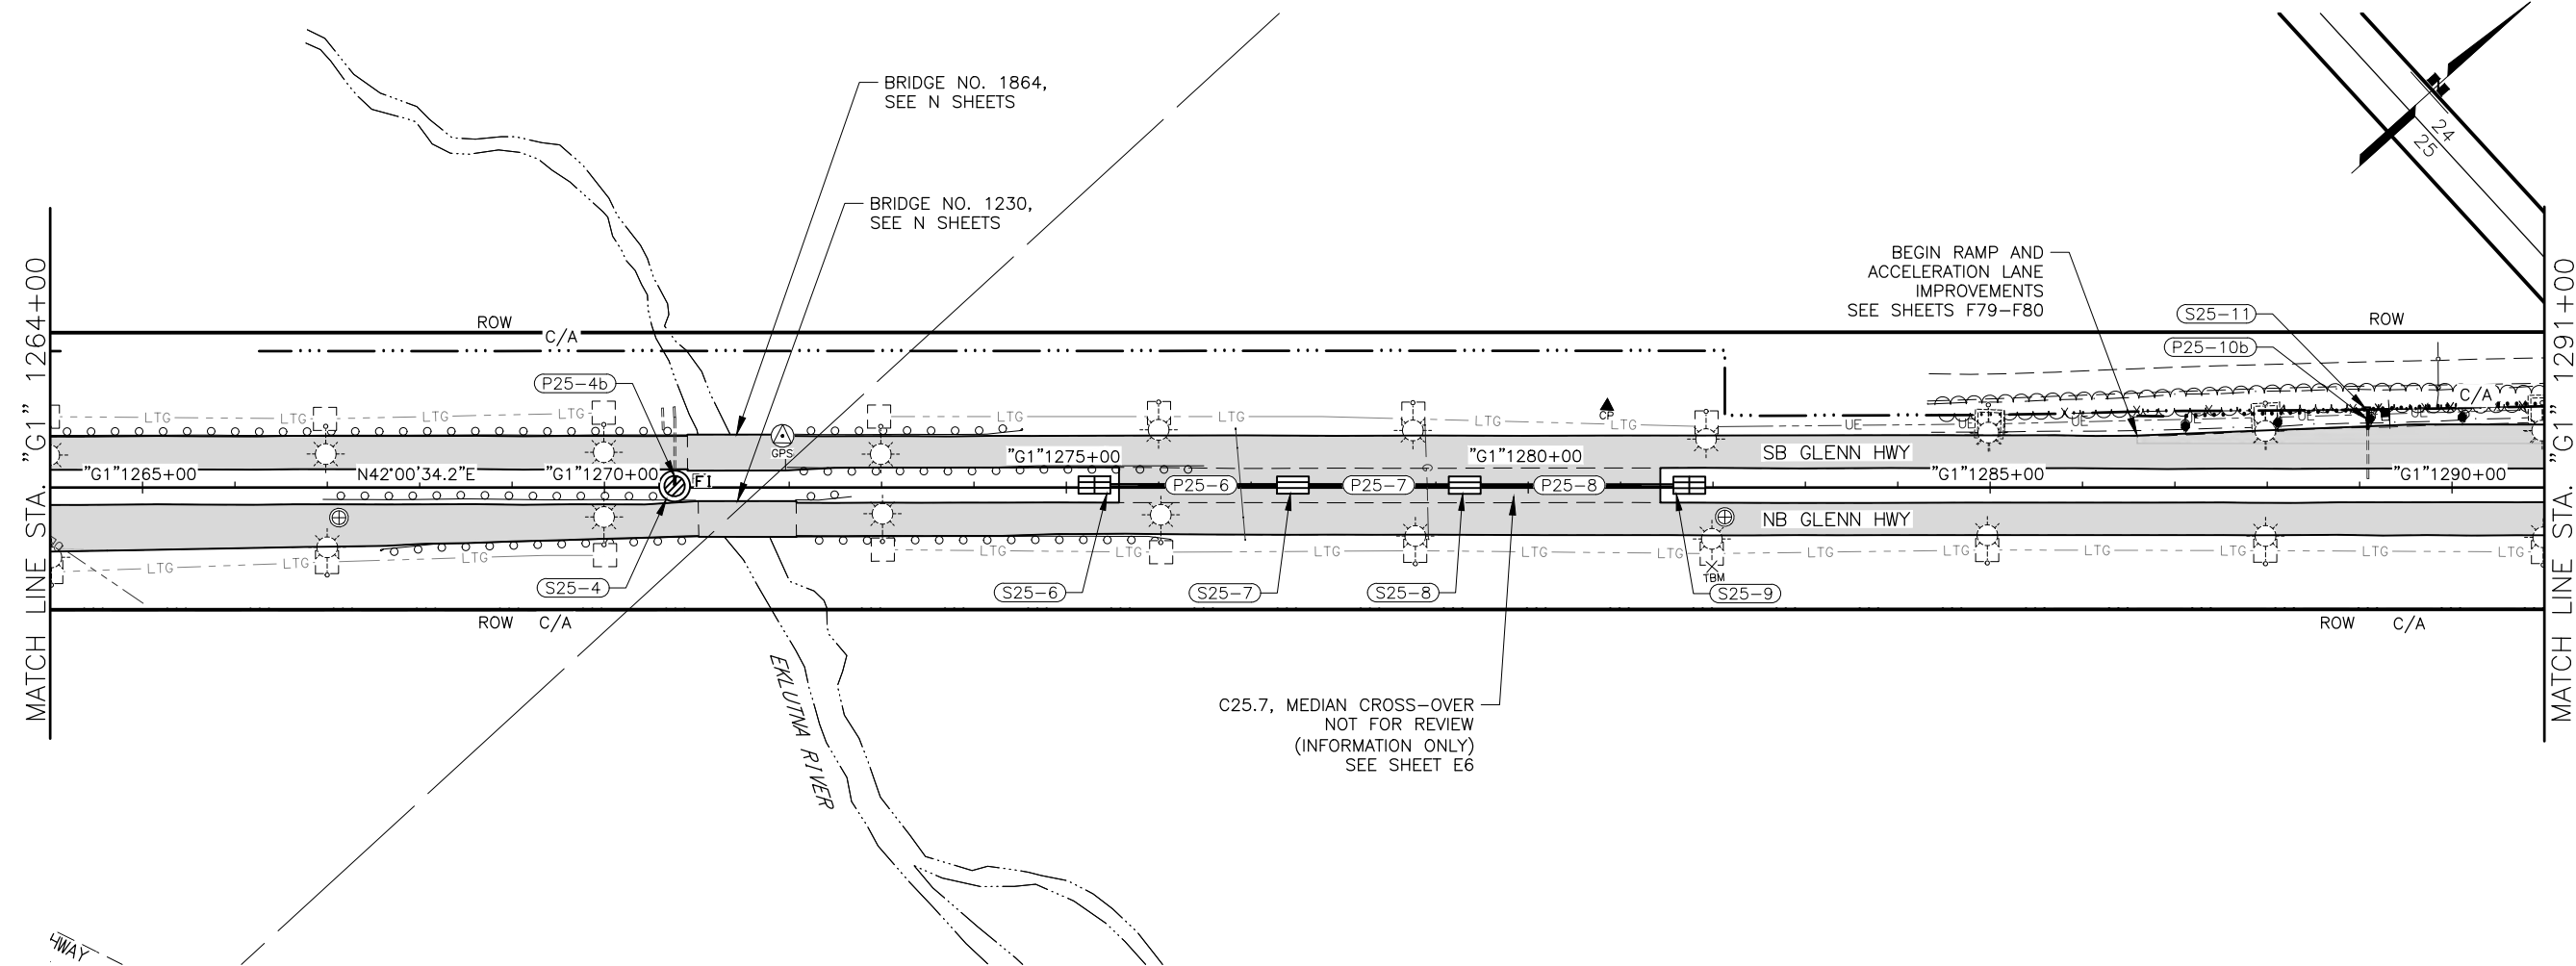 BRIDGE NO. 1864,
SEE N SHEETS
BRIDGE NO. 1230,
SEE N SHEETS
24
25
BEGIN RAMP AND
ACCELERATION LANE
IMPROVEMENTS
SEE SHEETS F79-F80
S25-11
P25-10b
ROW
C/A
ROW
C/A
MATCH LINE STA. "G1" 1264+00
MATCH LINE STA. "G1" 1291+00
P25-4b
LTG
LTG
LTG
LTG
LTG
LTG
LTG
LTG
CP
UE
UE
UE
UE
UE
GPS
"G1"1265+00
N42°00'34.2"E
"G1"1270+00
FI
"G1"1275+00
"G1"1280+00
SB GLENN HWY
"G1"1285+00
"G1"1290+00
P25-6
P25-7
P25-8
NB GLENN HWY
LTG
LTG
LTG
LTG
LTG
LTG
LTG
LTG
LTG
LTG
LTG
LTG
LTG
TBM
S25-4
S25-6
S25-7
S25-8
S25-9
ROW C/A
ROW C/A
EKLUTNA RIVER
C25.7, MEDIAN CROSS-OVER
NOT FOR REVIEW
(INFORMATION ONLY)
SEE SHEET E6
HWAY